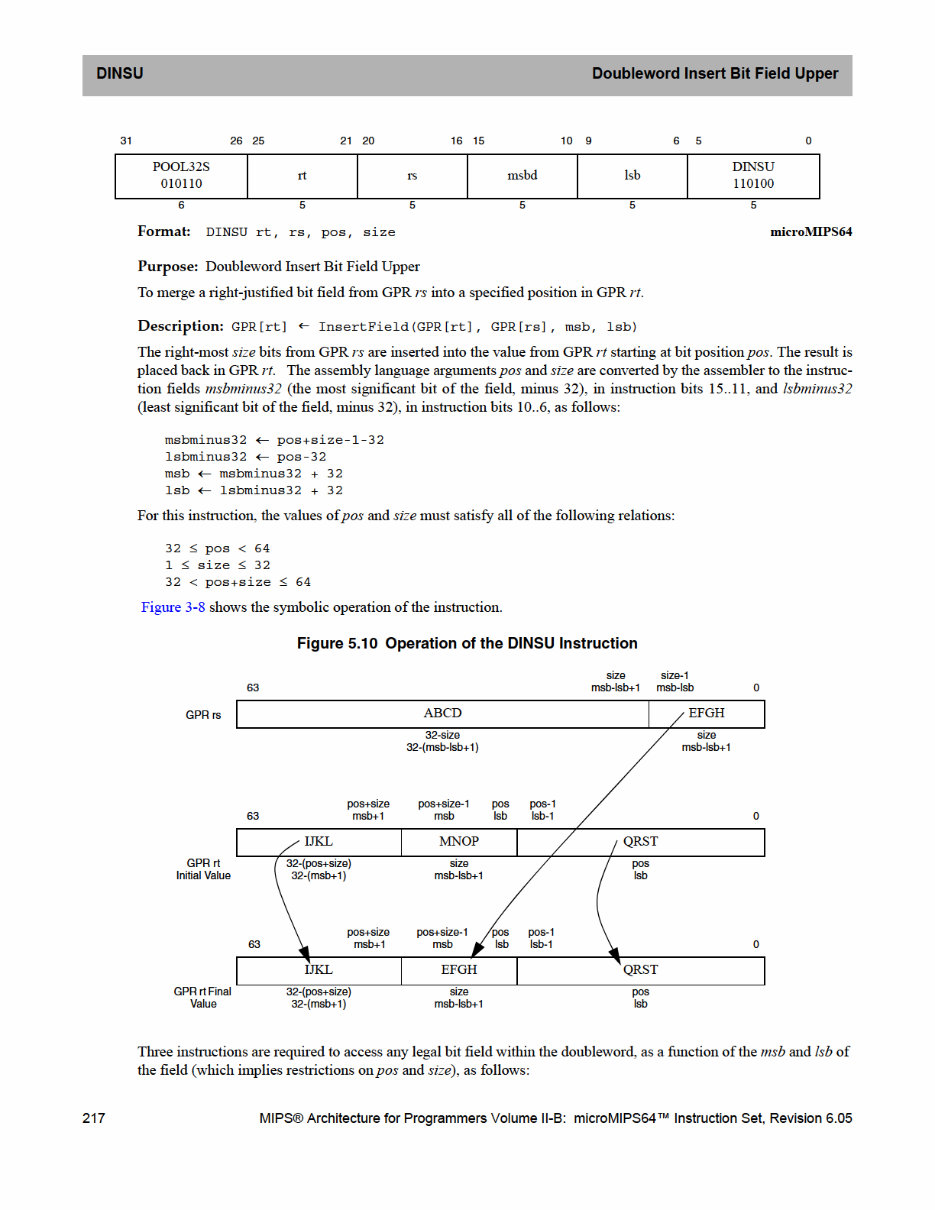 DINSU Doubleword Insert Bit Field Upper
31 26 25 21 20 16 15 10 9 6 5 0
POOL32S
010110 rt rs msbd lsb DINSU
110100
6 5 5 5 5 5
Format: DINSU rt, rs, pos, size microMIPS64
Purpose: Doubleword Insert Bit Field Upper
To merge a right-justified bit field from GPR rs into a specified position in GPR rt.
Description: GPR[rt] ← InsertField(GPR[rt], GPR[rs], msb, lsb)
The right-most size bits from GPR rs are inserted into the value from GPR rt starting at bit position pos. The result is
placed back in GPR rt. The assembly language arguments pos and size are converted by the assembler to the instruc-
tion fields msbminus32 (the most significant bit of the field, minus 32), in instruction bits 15..11, and lsbminus32
(least significant bit of the field, minus 32), in instruction bits 10..6, as follows:
msbminus32 ← pos+size-1-32
lsbminus32 ← pos-32
msb ← msbminus32 + 32
lsb ← lsbminus32 + 32
For this instruction, the values of pos and size must satisfy all of the following relations:
32 ≤ pos < 64
1 ≤ size ≤ 32
32 < pos+size ≤ 64
Figure 3-8 shows the symbolic operation of the instruction.
Figure 5.10 Operation of the DINSU Instruction
size size-1
63 msb-lsb+1 msb-lsb 0
GPR rs ABCD EFGH
32-size size
32-(msb-lsb+1) msb-lsb+1
pos+size pos+size-1 pos pos-1
63 msb+1 msb lsb lsb-1 0
IJKL MNOP QRST
GPR rt 32-(pos+size) size pos
Initial Value 32-(msb+1) msb-lsb+1 lsb
pos+size pos+size-1 pos pos-1
63 msb+1 msb lsb lsb-1 0
IJKL EFGH QRST
GPR rt Final 32-(pos+size) size pos
Value 32-(msb+1) msb-lsb+1 lsb
Three instructions are required to access any legal bit field within the doubleword, as a function of the msb and lsb of
the field (which implies restrictions on pos and size), as follows:
217 MIPS® Architecture for Programmers Volume II-B: microMIPS64™ Instruction Set, Revision 6.05